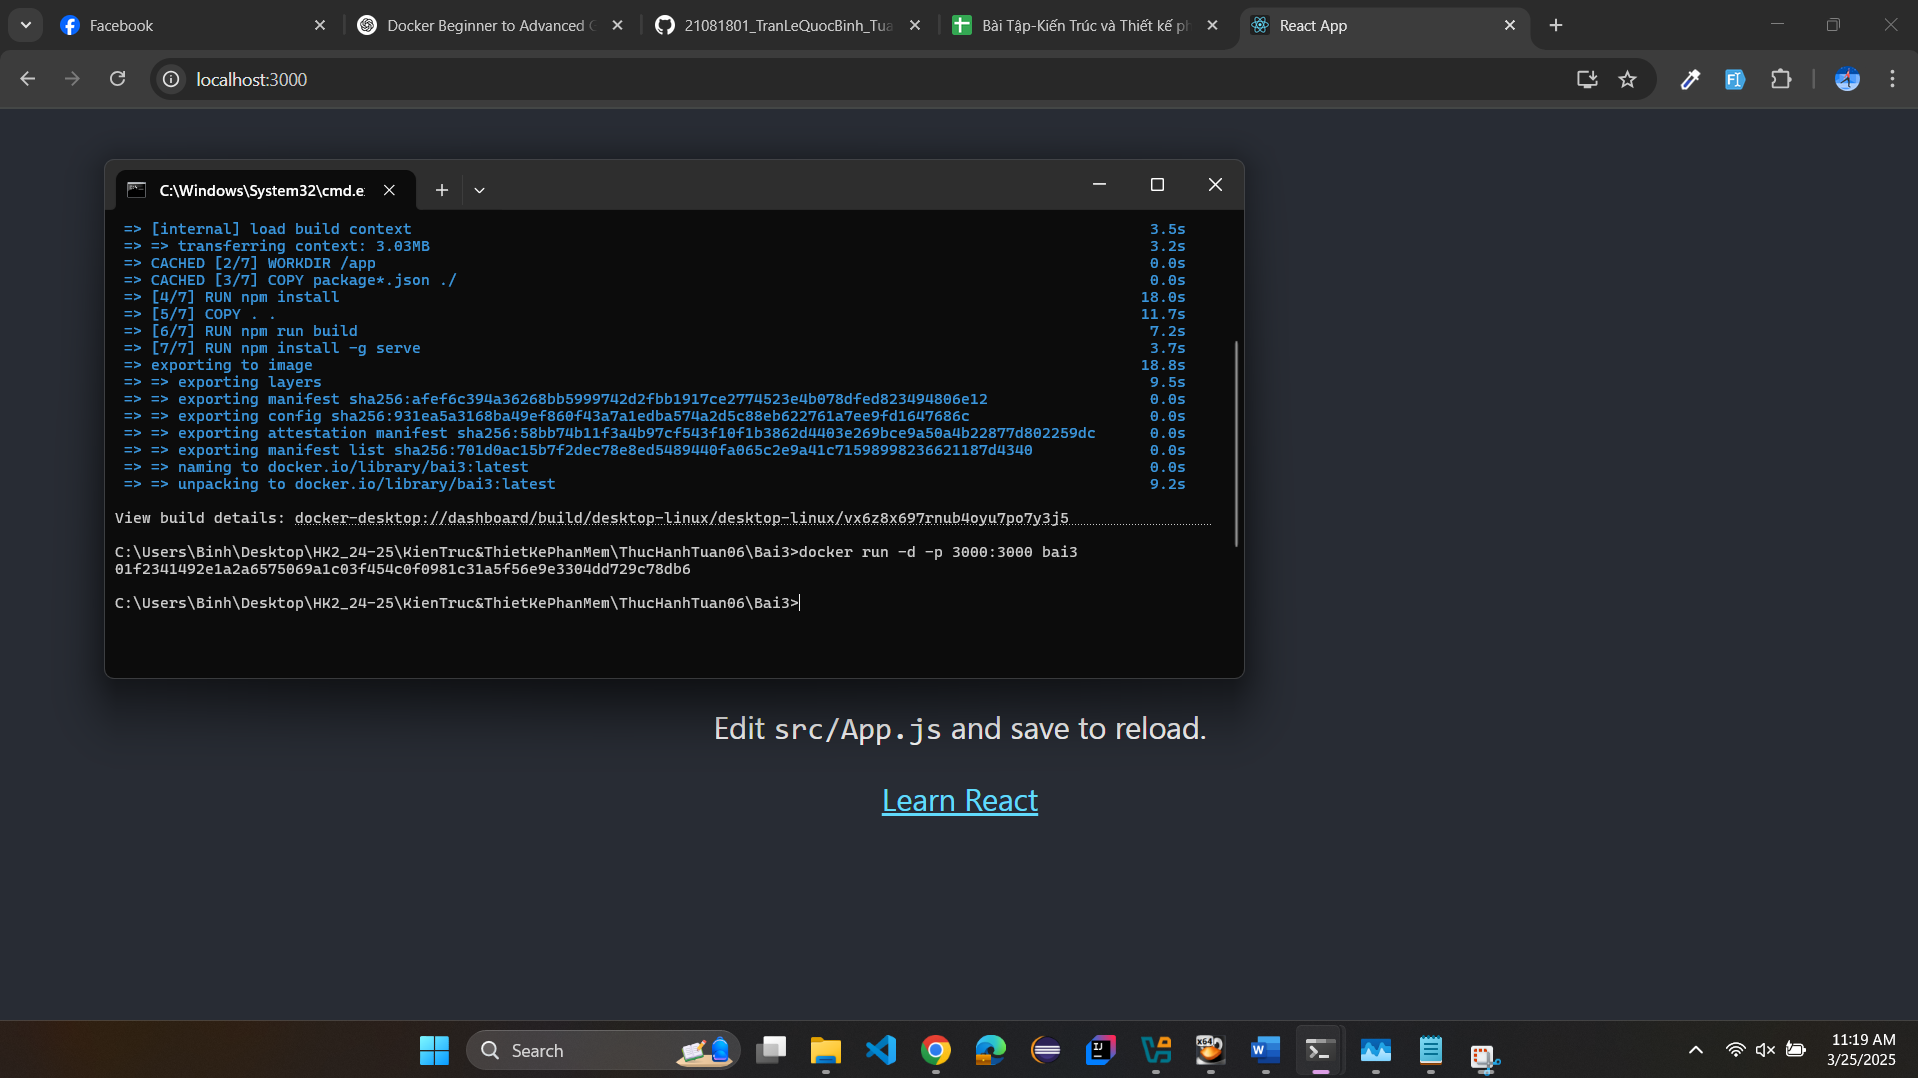 Facebook
Docker Beginner to Advanced G
21081801_TranLeQuocBinh_Tua
Bài Tập-Kiến Trúc và Thiết kế ph
React App
localhost:3000
C:\Windows\System32\cmd.e
=> [internal] load build context 3.5s
=> => transferring context: 3.03MB 3.2s
=> CACHED [2/7] WORKDIR /app 0.0s
=> CACHED [3/7] COPY package*.json ./ 0.0s
=> [4/7] RUN npm install 18.0s
=> [5/7] COPY . . 11.7s
=> [6/7] RUN npm run build 7.2s
=> [7/7] RUN npm install -g serve 3.7s
=> exporting to image 18.8s
=> => exporting layers 9.5s
=> => exporting manifest sha256:afef6c394a36268bb5999742d2fbb1917ce2774523e4b078dfed823494806e12 0.0s
=> => exporting config sha256:931ea5a3168ba49ef860f43a7a1edba574a2d5c88eb622761a7ee9fd1647686c 0.0s
=> => exporting attestation manifest sha256:58bb74b11f3a4b97cf543f10f1b3862d4403e269bce9a50a4b22877d802259dc 0.0s
=> => exporting manifest list sha256:701d0ac15b7f2dec78e8ed5489440fa065c2e9a41c71598998236621187d4340 0.0s
=> => naming to docker.io/library/bai3:latest 0.0s
=> => unpacking to docker.io/library/bai3:latest 9.2s
View build details: docker-desktop://dashboard/build/desktop-linux/desktop-linux/vx6z8x697rnub4oyu7po7y3j5
C:\Users\Binh\Desktop\HK2_24-25\KienTruc&ThietKePhanMem\ThucHanhTuan06\Bai3>docker run -d -p 3000:3000 bai3
01f2341492e1a2a6575069a1c03f454c0f0981c31a5f56e9e3304dd729c78db6
C:\Users\Binh\Desktop\HK2_24-25\KienTruc&ThietKePhanMem\ThucHanhTuan06\Bai3>
Edit src/App.js and save to reload.
Learn React
Search
11:19 AM
3/25/2025